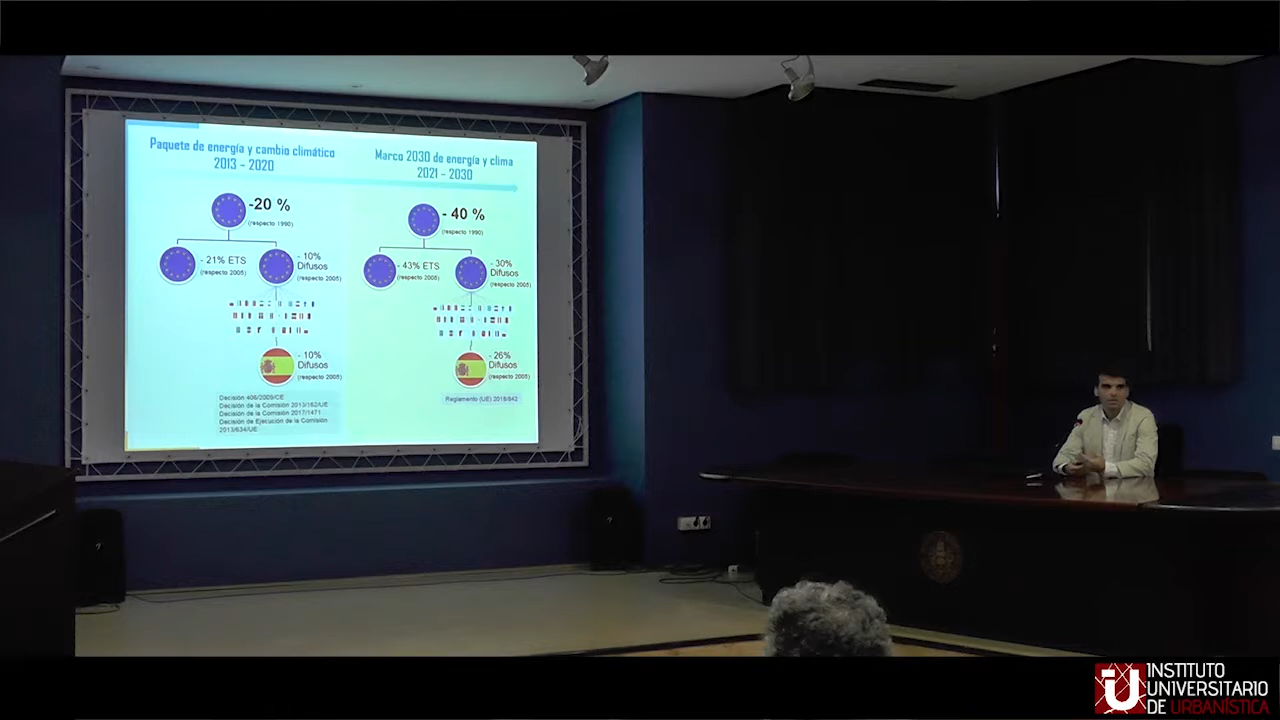 Paquete de energía y cambio climático
2013 – 2020
-20 %
(respecto 1990)
- 21% ETS
(respecto 2005)
- 10%
Difusos
(respecto 2005)
- 10%
Difusos
(respecto 2005)
Decisión 406/2009/CE
Decisión de la Comisión 2013/162/UE
Decisión de la Comisión 2017/1471
Decisión de Ejecución de la Comisión
2013/634/UE
Marco 2030 de energía y clima
2021 – 2030
- 40 %
(respecto 1990)
- 43% ETS
(respecto 2005)
- 30%
Difusos
(respecto 2005)
- 26%
Difusos
(respecto 2005)
Reglamento (UE) 2018/842
INSTITUTO
UNIVERSITARIO
DE URBANÍSTICA